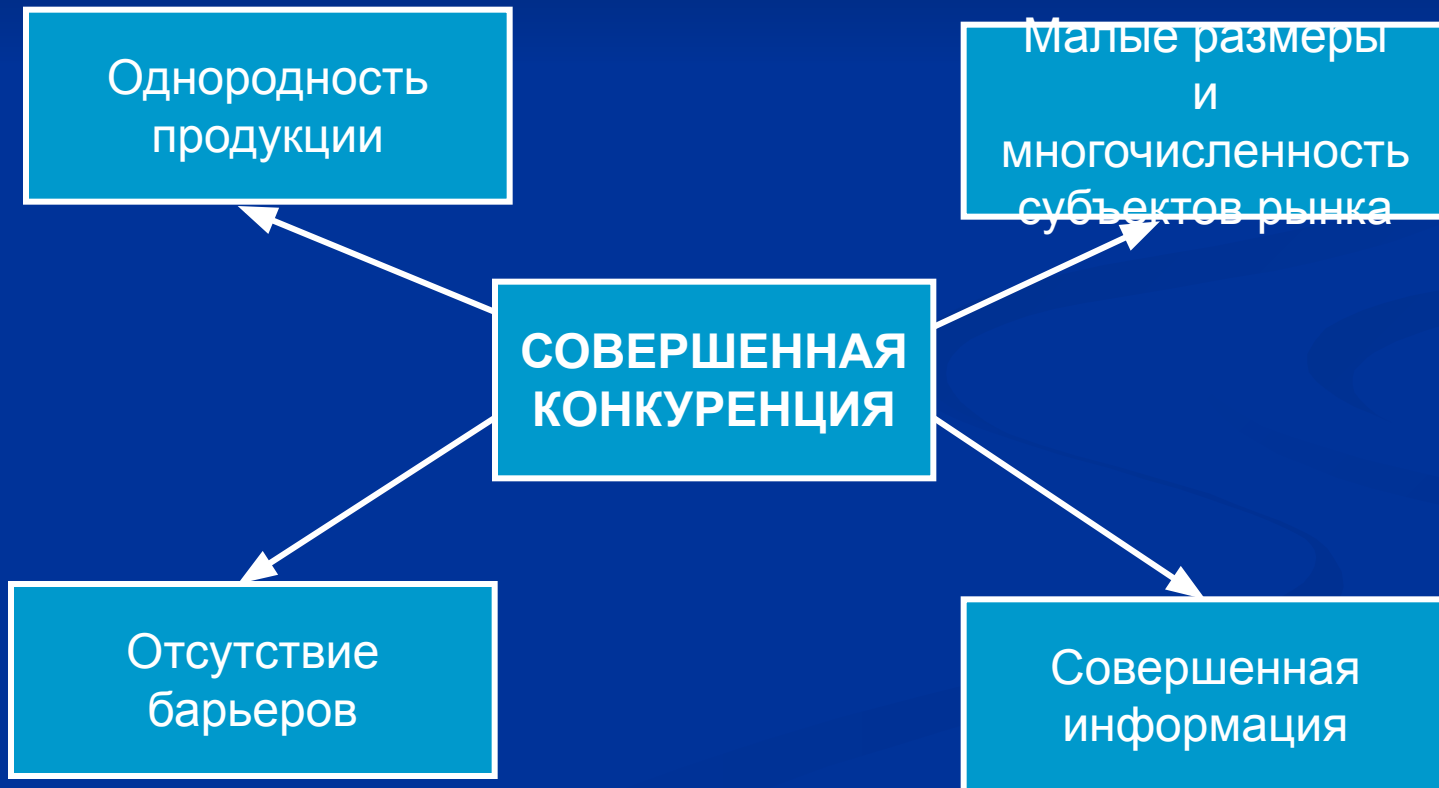 Однородность
продукции
Малые размеры
и
многочисленность
субъектов рынка
СОВЕРШЕННАЯ
КОНКУРЕНЦИЯ
Отсутствие
барьеров
Совершенная
информация